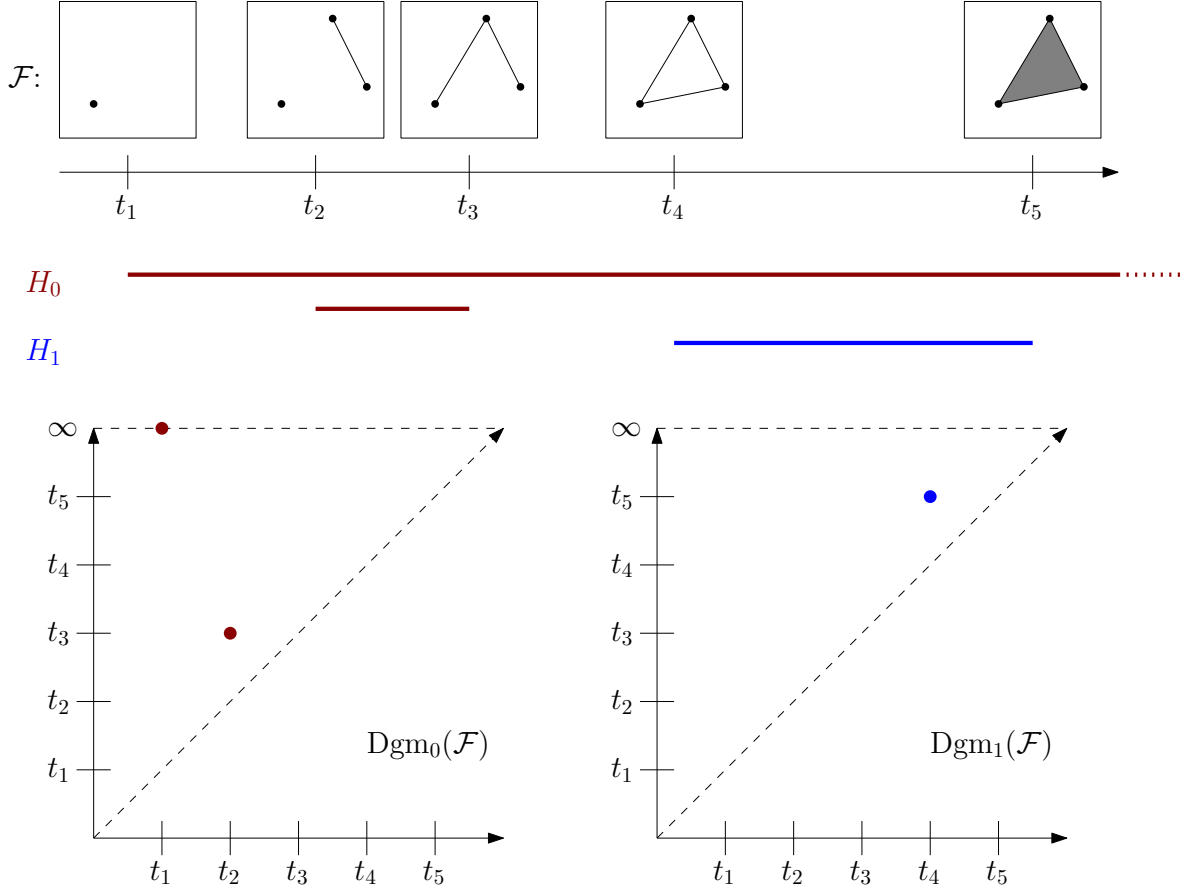 𝓕:
t₁ t₂ t₃ t₄ t₅
H₀
H₁
∞
t₅
t₄
t₃
t₂
t₁
Dgm₀(𝓕)
t₁ t₂ t₃ t₄ t₅
∞
t₅
t₄
t₃
t₂
t₁
Dgm₁(𝓕)
t₁ t₂ t₃ t₄ t₅